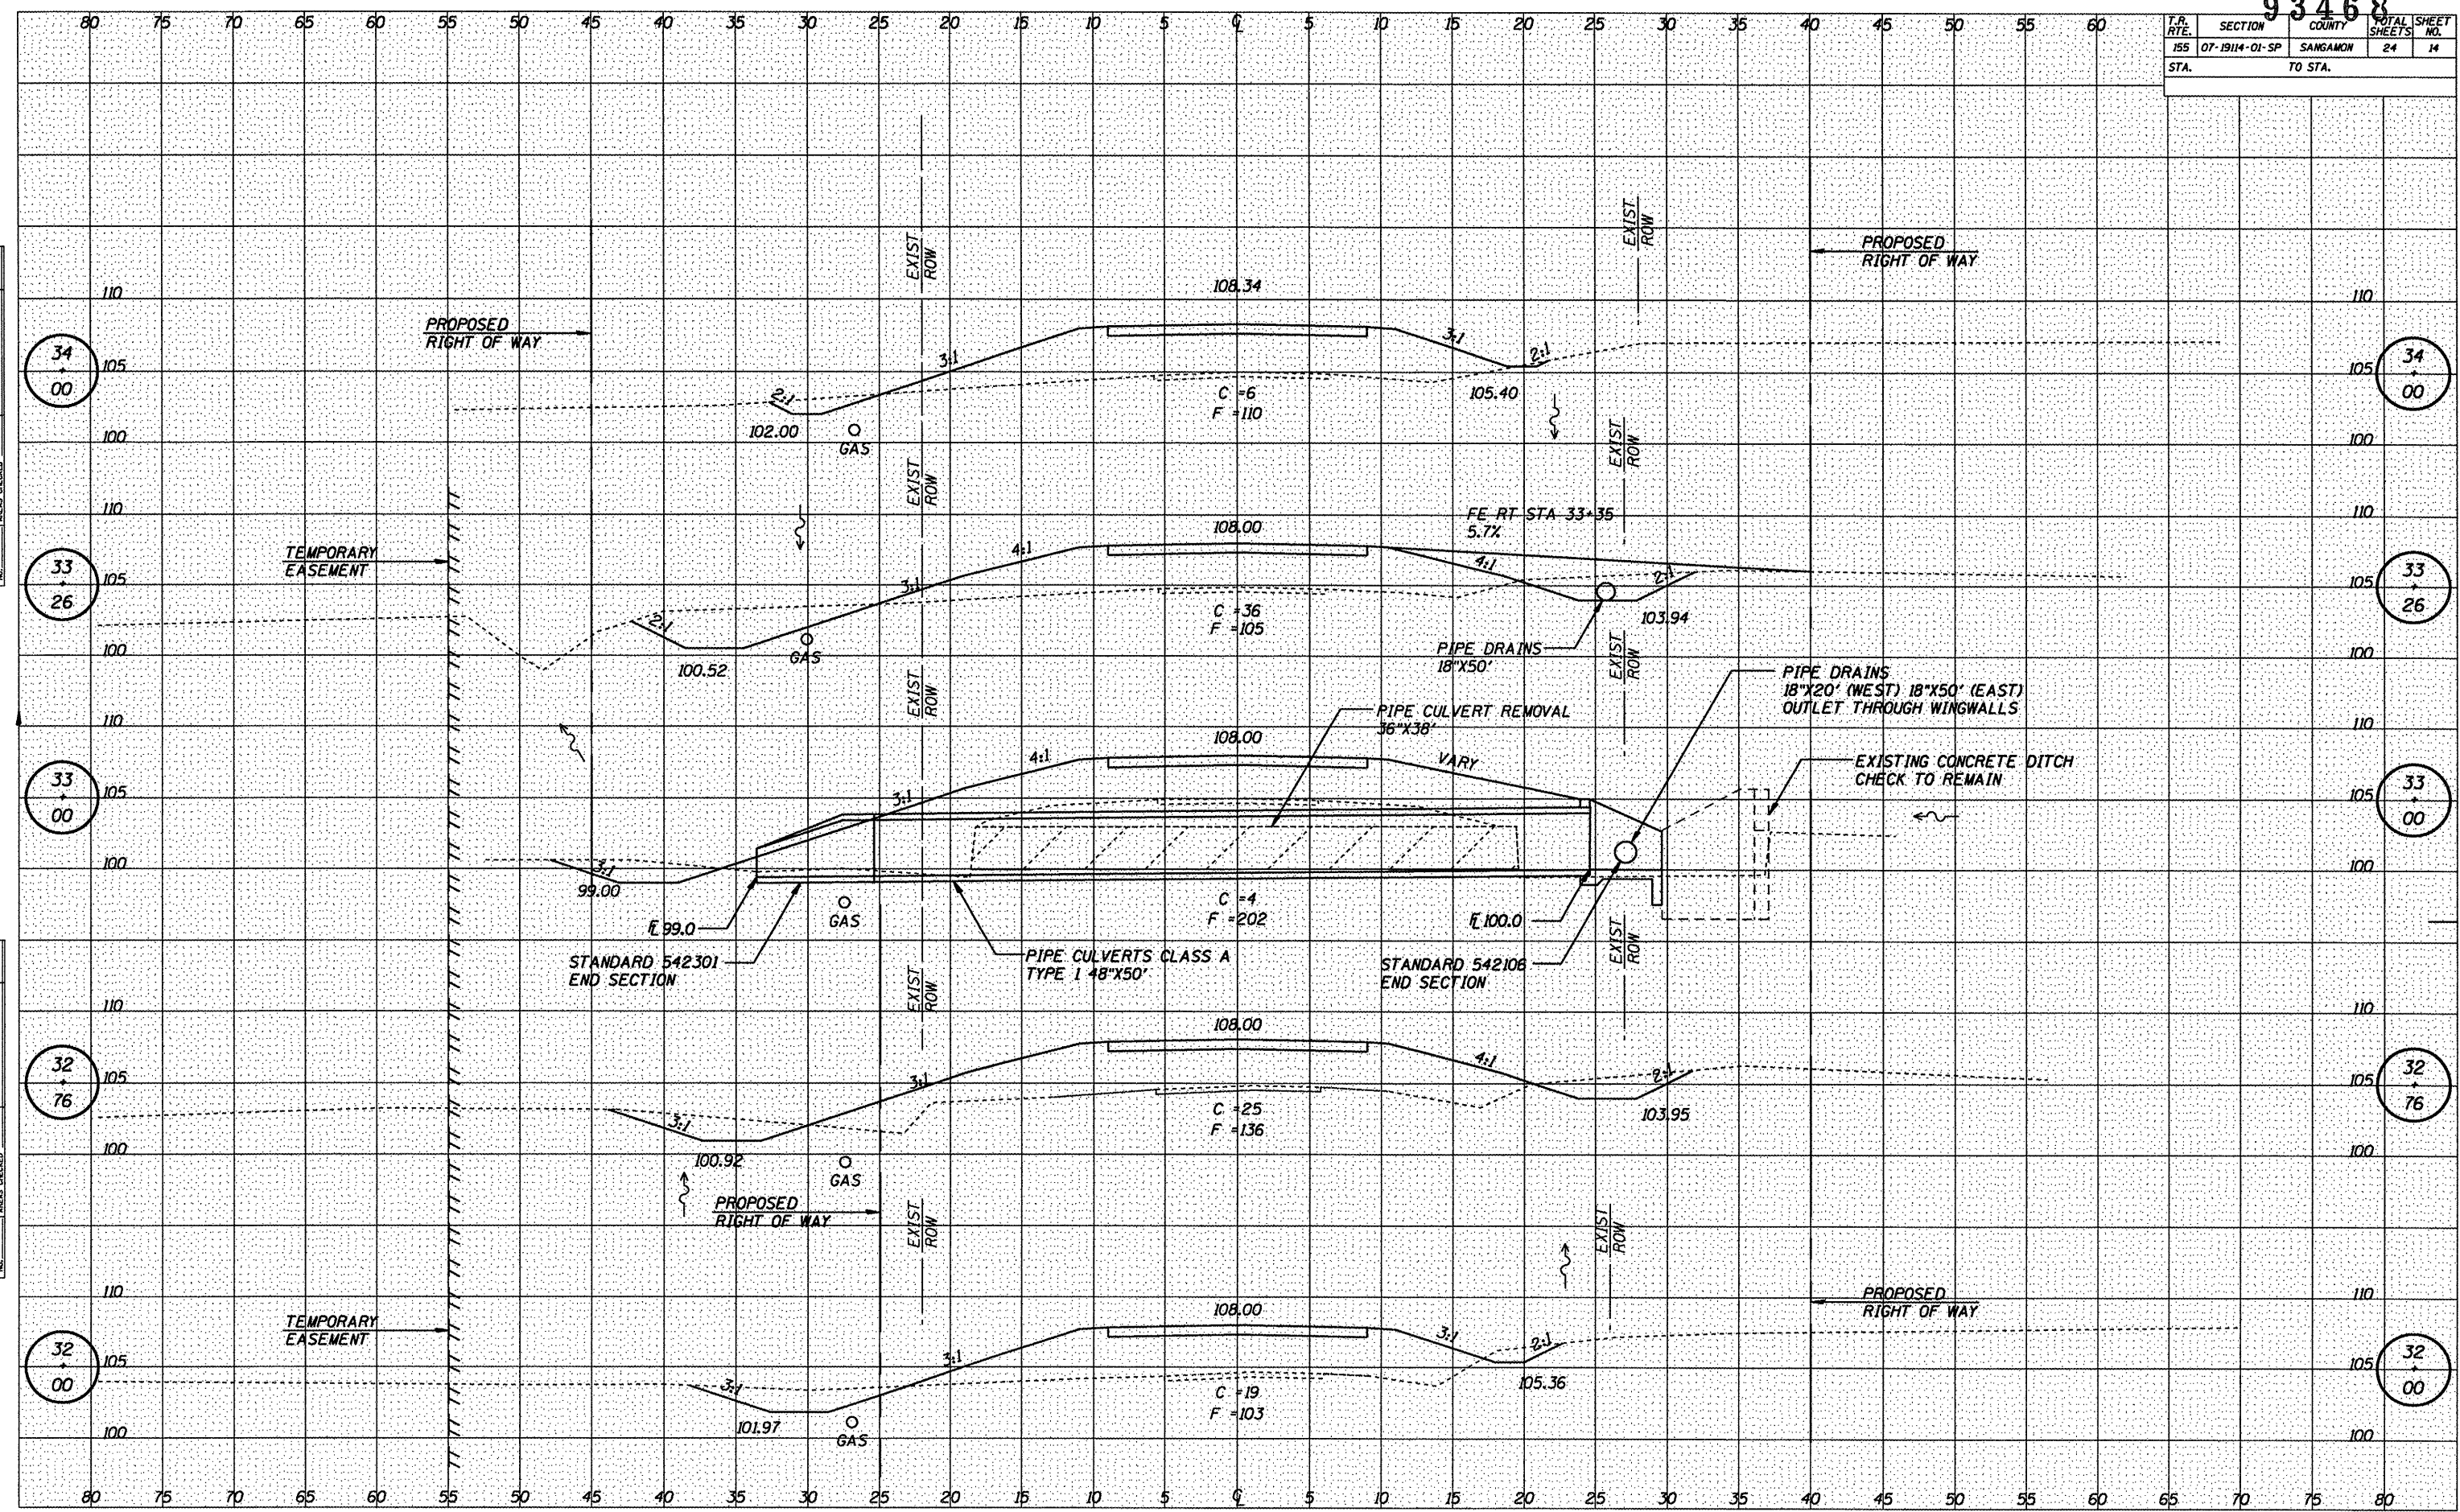 93468
80 75 70 65 60 55 50 45 40 35 30 25 20 15 10 5 ℄ 5 10 15 20 25 30 35 40 45 50 55 60
T.R. RTE. SECTION COUNTY TOTAL SHEETS SHEET NO.
155 07-19114-01-SP SANGAMON 24 14
STA. TO STA.
EXIST ROW
EXIST ROW
PROPOSED
RIGHT OF WAY
110
108.34
110
PROPOSED
RIGHT OF WAY
34
+
00
105
3:1
3:1
2:1
105
34
+
00
2:1
C =6
F =110
105.40
102.00
100
GAS
100
EXIST ROW
EXIST ROW
110
108.00
FE RT STA 33+35
5.7%
110
TEMPORARY
EASEMENT
33
+
26
105
4:1
3:1
4:1
2:1
105
33
+
26
2:1
C =36
F =105
103.94
PIPE DRAINS
18"X50'
100
GAS
100.52
100
EXIST ROW
EXIST ROW
PIPE DRAINS
18"X20' (WEST) 18"X50' (EAST)
OUTLET THROUGH WINGWALLS
PIPE CULVERT REMOVAL
36"X38'
110
108.00
110
EXISTING CONCRETE DITCH
CHECK TO REMAIN
33
+
00
105
4:1
3:1
VARY
105
33
+
00
100
3:1
99.00
100
C =4
F =202
GAS
℄ 99.0
℄ 100.0
STANDARD 542301
END SECTION
PIPE CULVERTS CLASS A
TYPE 1 48"X50'
STANDARD 542106
END SECTION
EXIST ROW
EXIST ROW
110
108.00
110
32
+
76
105
3:1
4:1
2:1
105
32
+
76
3:1
C =25
F =136
103.95
100
100.92
GAS
100
PROPOSED
RIGHT OF WAY
EXIST ROW
EXIST ROW
110
108.00
110
PROPOSED
RIGHT OF WAY
TEMPORARY
EASEMENT
32
+
00
105
3:1
3:1
2:1
105
32
+
00
3:1
C =19
F =103
105.36
101.97
GAS
100
100
80 75 70 65 60 55 50 45 40 35 30 25 20 15 10 5 ℄ 5 10 15 20 25 30 35 40 45 50 55 60 65 70 75 80